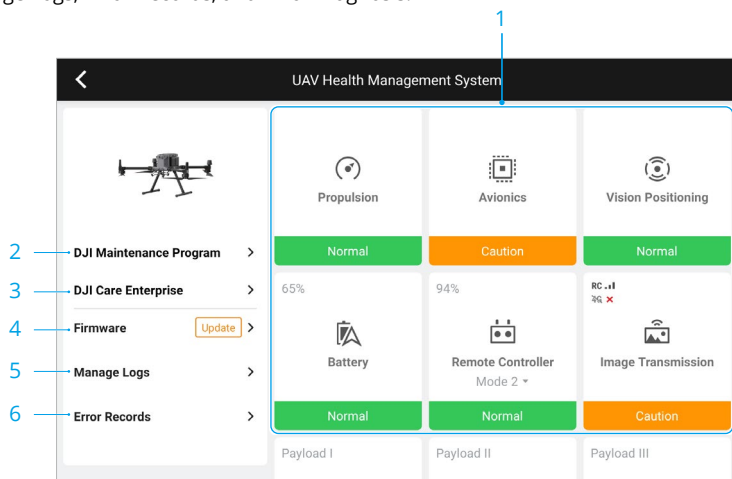 1
UAV Health Management System
Propulsion
Avionics
Vision Positioning
2
DJI Maintenance Program
Normal
Caution
Normal
3
DJI Care Enterprise
65%
94%
RC
4G
4
Firmware
Update
Battery
Remote Controller
Image Transmission
5
Manage Logs
Mode 2
6
Error Records
Normal
Normal
Caution
Payload I
Payload II
Payload III